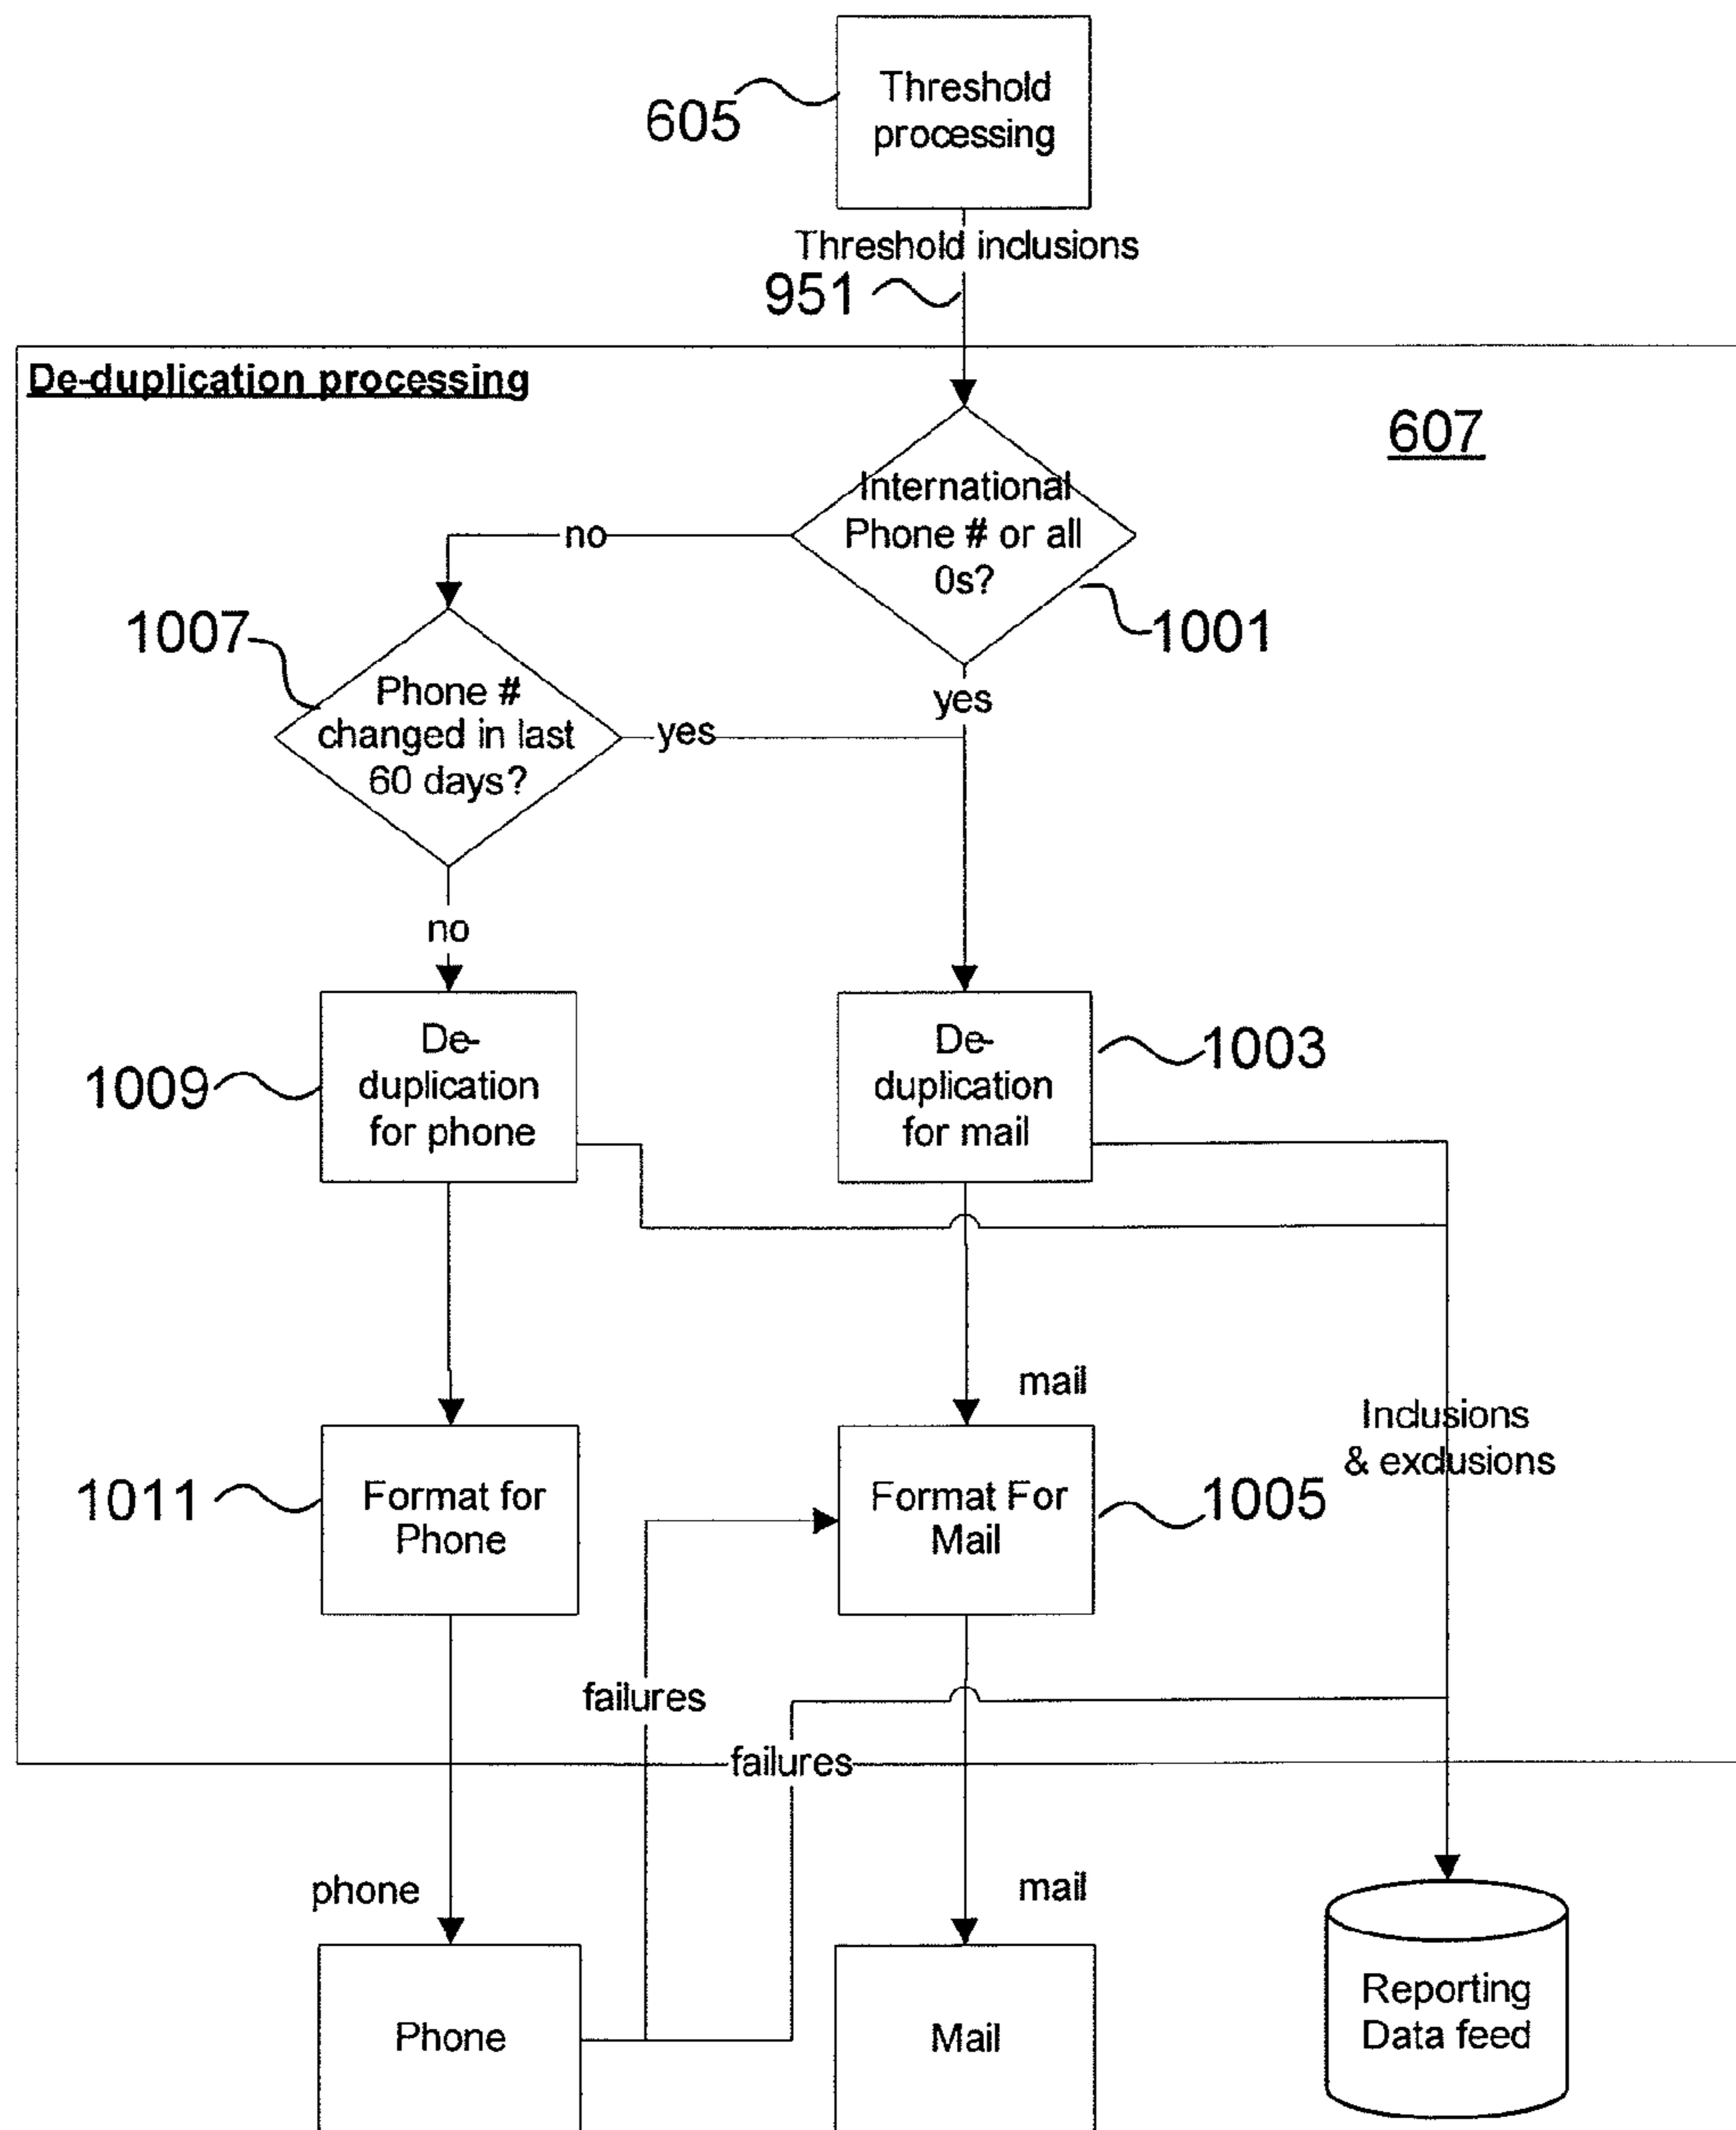 Threshold
processing
605
Threshold inclusions
951
De-duplication processing
607
International
Phone # or all
0s?
no
1001
1007
yes
Phone #
changed in last
60 days?
yes
no
De-
duplication
for phone
1009
De-
duplication
for mail
1003
mail
Inclusions
& exclusions
Format for
Phone
1011
Format For
Mail
1005
failures
failures
phone
mail
Phone
Mail
Reporting
Data feed